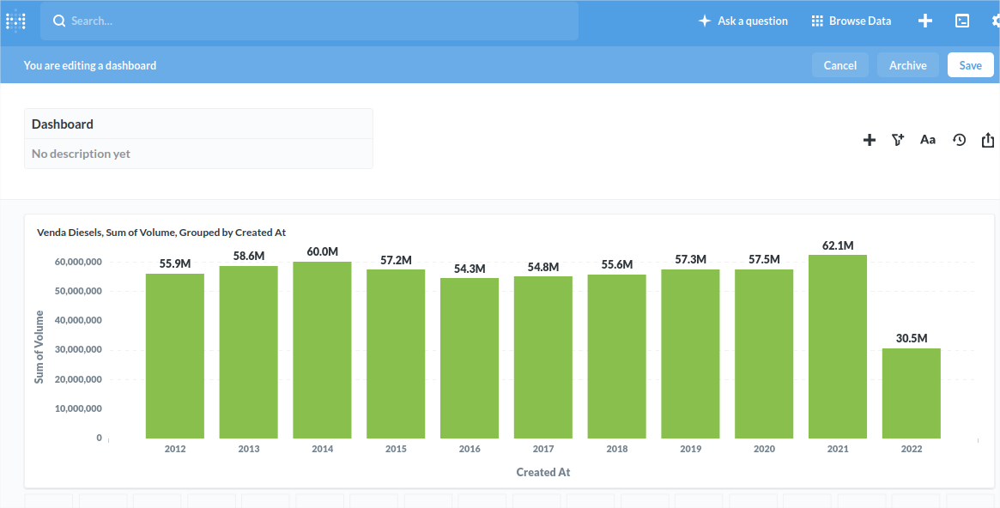 Search...
Ask a question
Browse Data
You are editing a dashboard
Cancel
Archive
Save
Dashboard
No description yet
Aa
Venda Diesels, Sum of Volume, Grouped by Created At
Sum of Volume
60,000,000
50,000,000
40,000,000
30,000,000
20,000,000
10,000,000
0
55.9M
58.6M
60.0M
57.2M
54.3M
54.8M
55.6M
57.3M
57.5M
62.1M
30.5M
2012
2013
2014
2015
2016
2017
2018
2019
2020
2021
2022
Created At